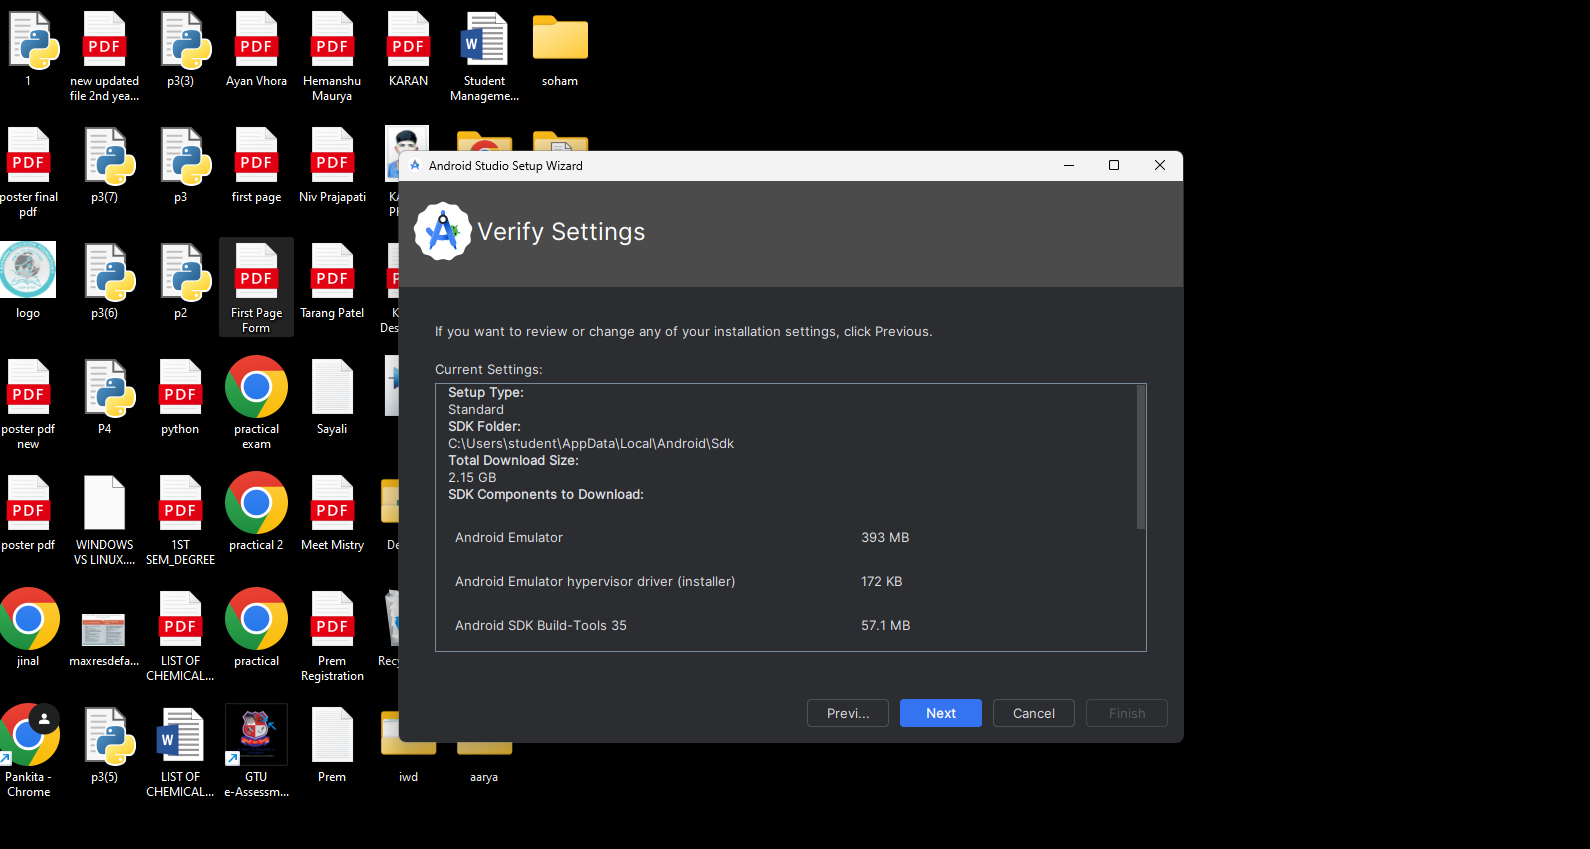 1
new updated
file 2nd yea...
p3(3)
Ayan Vhora
Hemanshu
Maurya
KARAN
Student
Manageme...
soham
poster final
pdf
p3(7)
p3
first page
Niv Prajapati
logo
p3(6)
p2
First Page
Form
Tarang Patel
poster pdf
new
P4
python
practical
exam
Sayali
poster pdf
WINDOWS
VS LINUX....
1ST
SEM_DEGREE
practical 2
Meet Mistry
jinal
maxresdefa...
LIST OF
CHEMICAL...
practical
Prem
Registration
Pankita -
Chrome
p3(5)
LIST OF
CHEMICAL...
GTU
e-Assessm...
Prem
iwd
aarya
PDF
PDF
PDF
PDF
W
PDF
PDF
PDF
PDF
PDF
PDF
PDF
PDF
PDF
PDF
PDF
PDF
PDF
PDF
W
Android Studio Setup Wizard
Verify Settings
If you want to review or change any of your installation settings, click Previous.
Current Settings:
Setup Type:
Standard
SDK Folder:
C:\Users\student\AppData\Local\Android\Sdk
Total Download Size:
2.15 GB
SDK Components to Download:
Android Emulator 393 MB
Android Emulator hypervisor driver (installer) 172 KB
Android SDK Build-Tools 35 57.1 MB
Previ... Next Cancel Finish